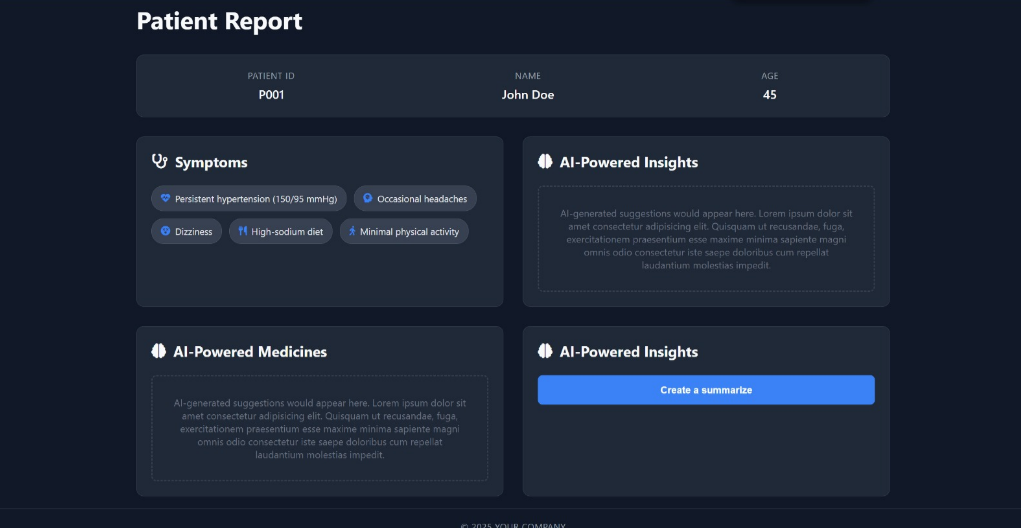 Patient Report
PATIENT ID
P001
NAME
John Doe
AGE
45
Symptoms
Persistent hypertension (150/95 mmHg)
Occasional headaches
Dizziness
High-sodium diet
Minimal physical activity
AI-Powered Insights
AI-generated suggestions would appear here. Lorem ipsum dolor sit
amet consectetur adipisicing elit. Quisquam ut recusandae, fuga,
exercitationem praesentium esse maxime minima sapiente magni
omnis odio consectetur iste saepe doloribus cum repellat
laudantium molestias impedit.
AI-Powered Medicines
AI-generated suggestions would appear here. Lorem ipsum dolor sit
amet consectetur adipisicing elit. Quisquam ut recusandae, fuga,
exercitationem praesentium esse maxime minima sapiente magni
omnis odio consectetur iste saepe doloribus cum repellat
laudantium molestias impedit.
AI-Powered Insights
Create a summarize
© 2025 YOUR COMPANY